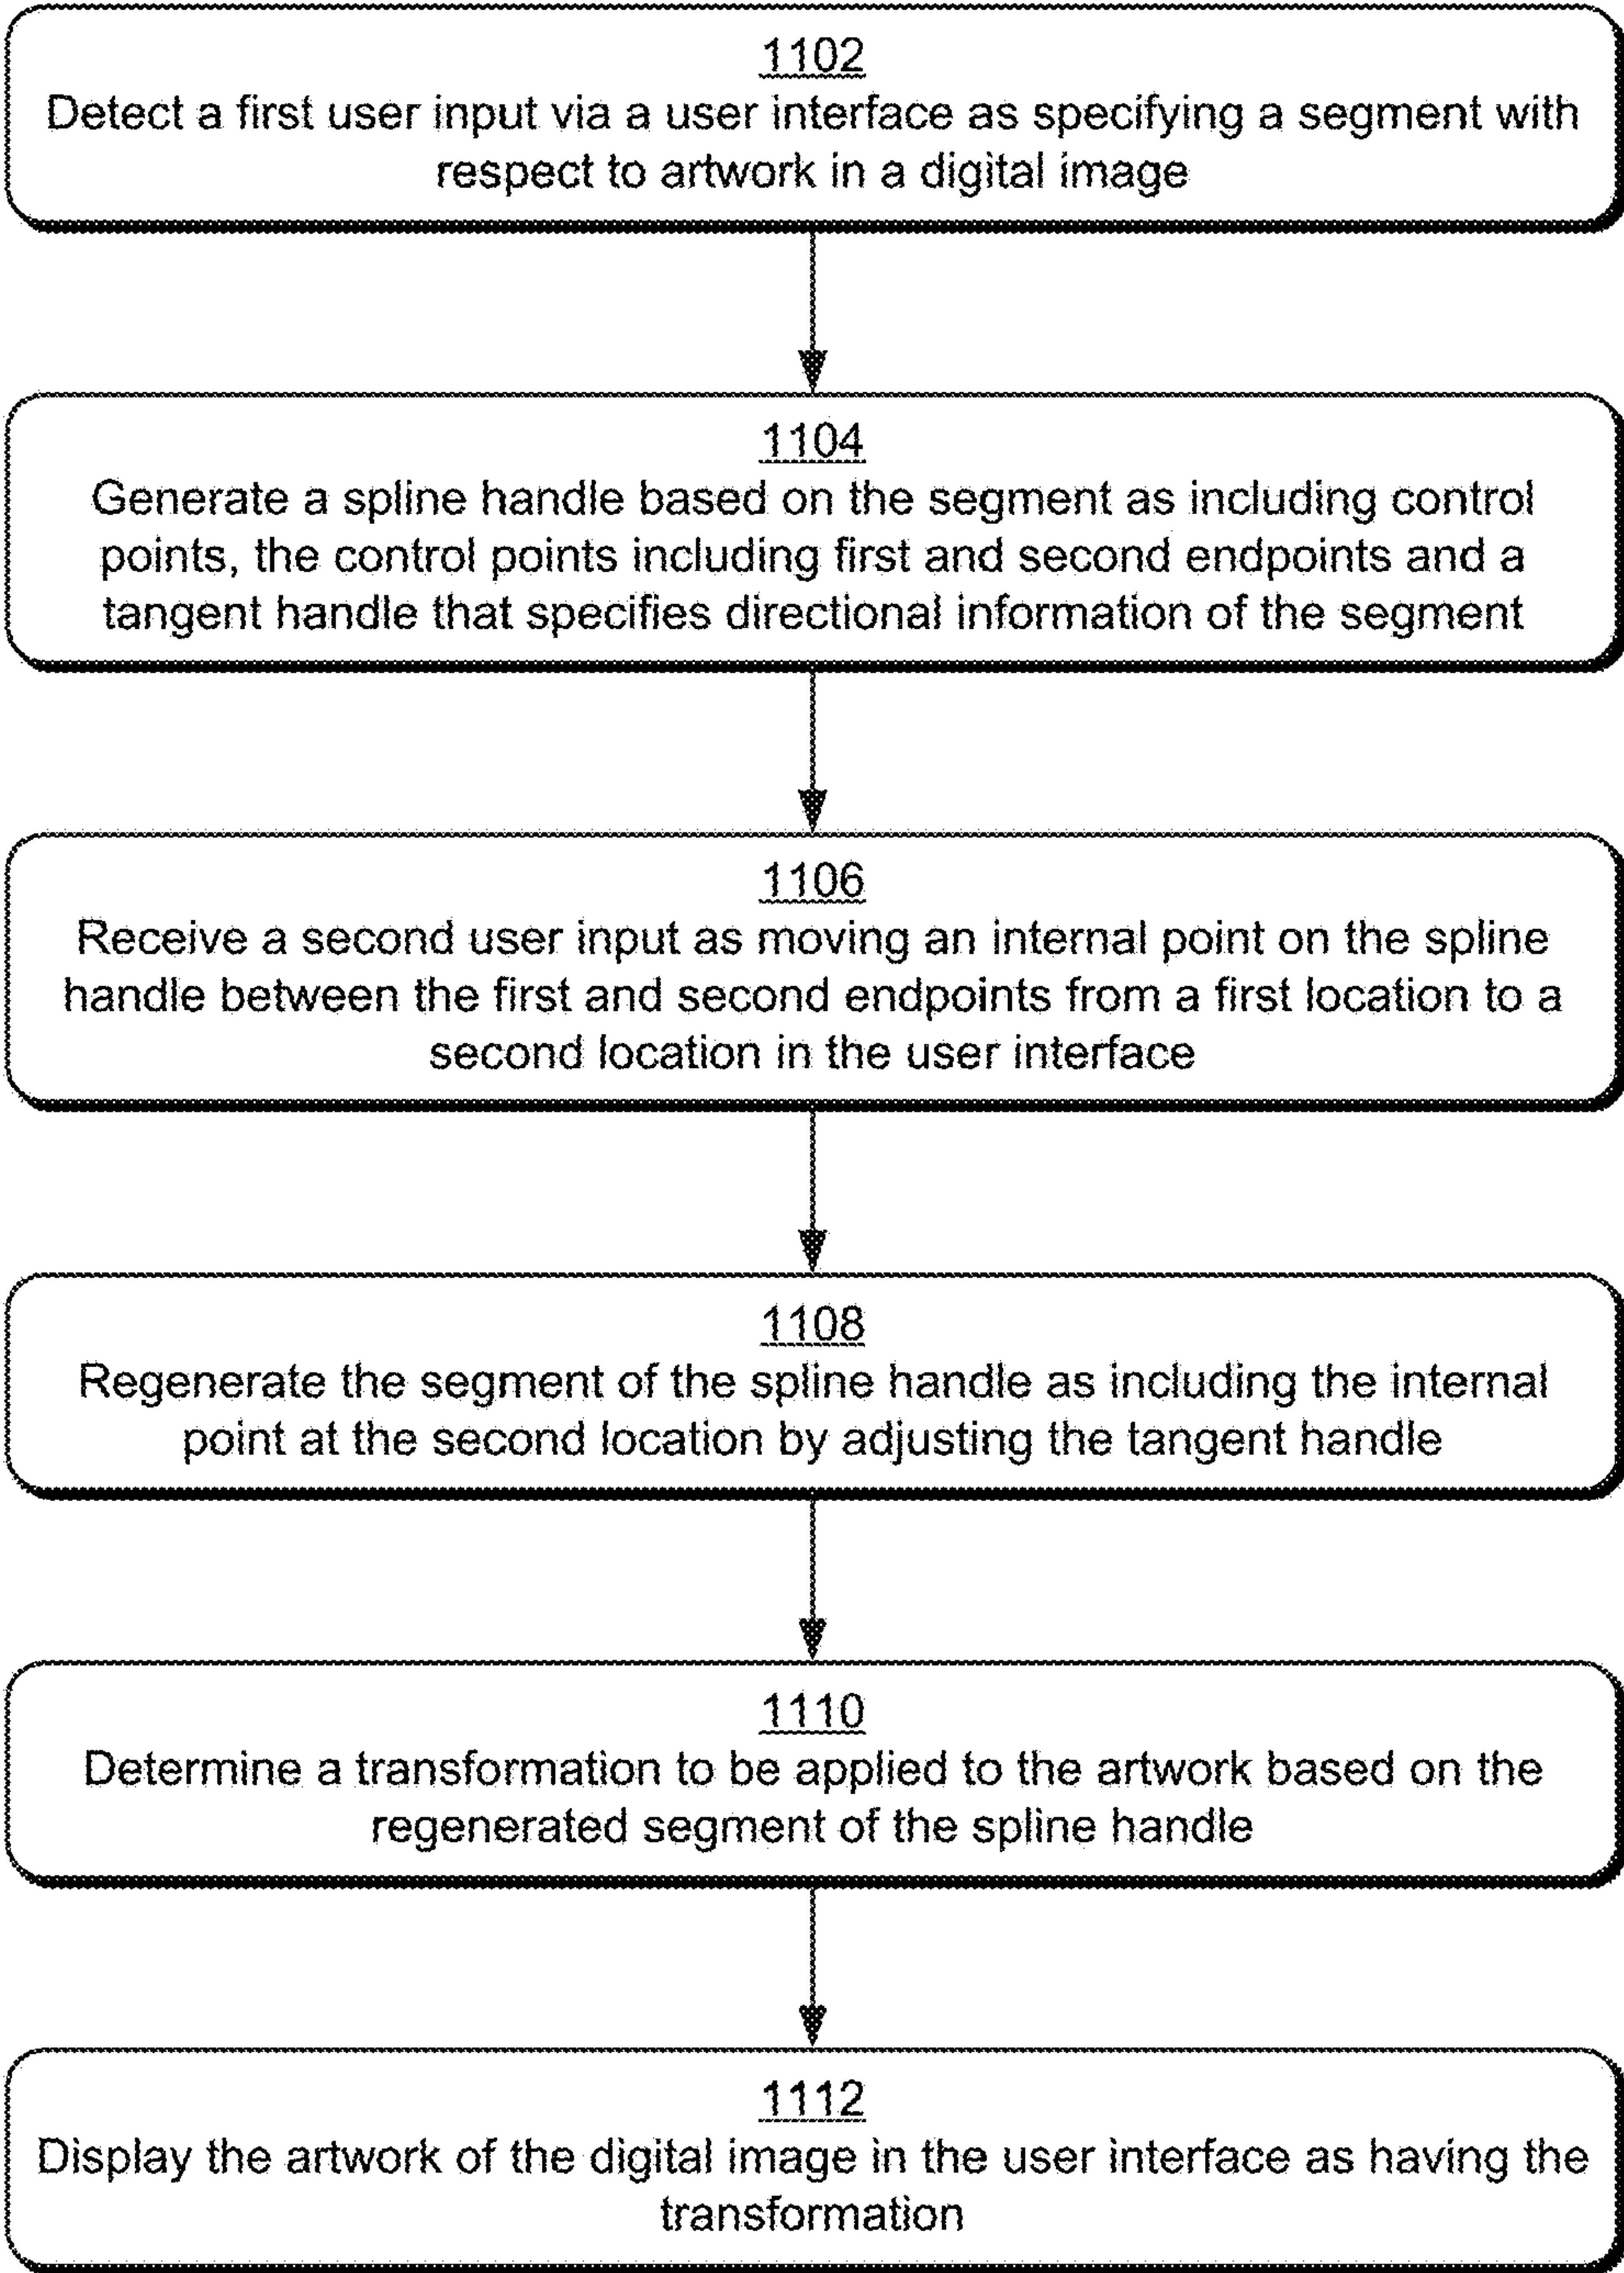 1102
Detect a first user input via a user interface as specifying a segment with
respect to artwork in a digital image
1104
Generate a spline handle based on the segment as including control
points, the control points including first and second endpoints and a
tangent handle that specifies directional information of the segment
1106
Receive a second user input as moving an internal point on the spline
handle between the first and second endpoints from a first location to a
second location in the user interface
1108
Regenerate the segment of the spline handle as including the internal
point at the second location by adjusting the tangent handle
1110
Determine a transformation to be applied to the artwork based on the
regenerated segment of the spline handle
1112
Display the artwork of the digital image in the user interface as having the
transformation